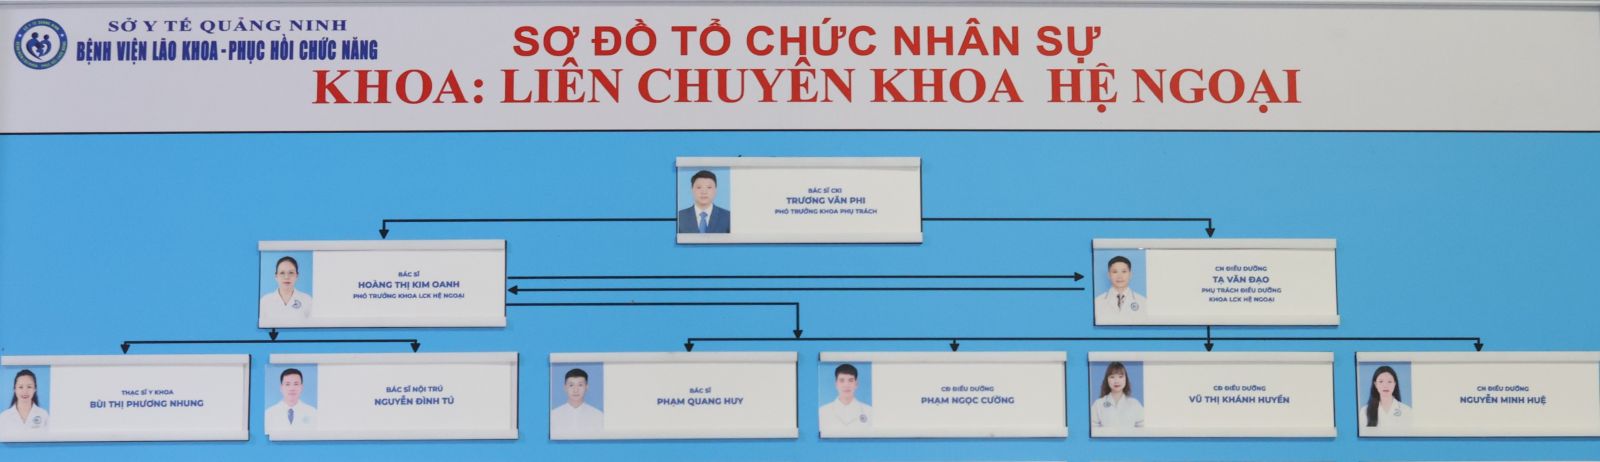 SỞ Y TẾ QUẢNG NINH
BỆNH VIỆN LÃO KHOA - PHỤC HỒI CHỨC NĂNG
SƠ ĐỒ TỔ CHỨC NHÂN SỰ
KHOA: LIÊN CHUYÊN KHOA HỆ NGOẠI
BÁC SĨ CKI
TRƯƠNG VĂN PHI
PHÓ TRƯỞNG KHOA PHỤ TRÁCH
BÁC SĨ
HOÀNG THỊ KIM OANH
PHÓ TRƯỞNG KHOA LCK HỆ NGOẠI
CN ĐIỀU DƯỠNG
TẠ VĂN ĐẠO
PHỤ TRÁCH ĐIỀU DƯỠNG
KHOA LCK HỆ NGOẠI
THẠC SĨ Y KHOA
BÙI THỊ PHƯƠNG NHUNG
BÁC SĨ NỘI TRÚ
NGUYỄN ĐÌNH TÚ
BÁC SĨ
PHẠM QUANG HUY
CĐ ĐIỀU DƯỠNG
PHẠM NGỌC CƯỜNG
CĐ ĐIỀU DƯỠNG
VŨ THỊ KHÁNH HUYỀN
CN ĐIỀU DƯỠNG
NGUYỄN MINH HUỆ